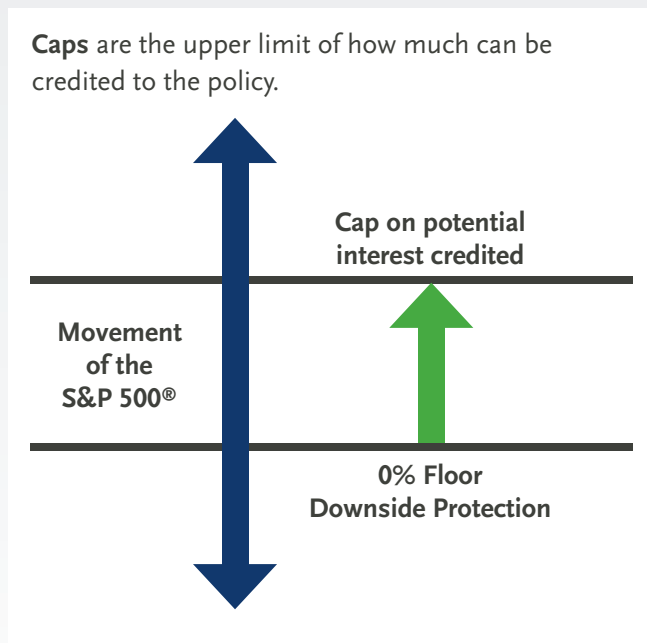 Caps are the upper limit of how much can be
credited to the policy.
Cap on potential
interest credited
Movement
of the
S&P 500®
0% Floor
Downside Protection